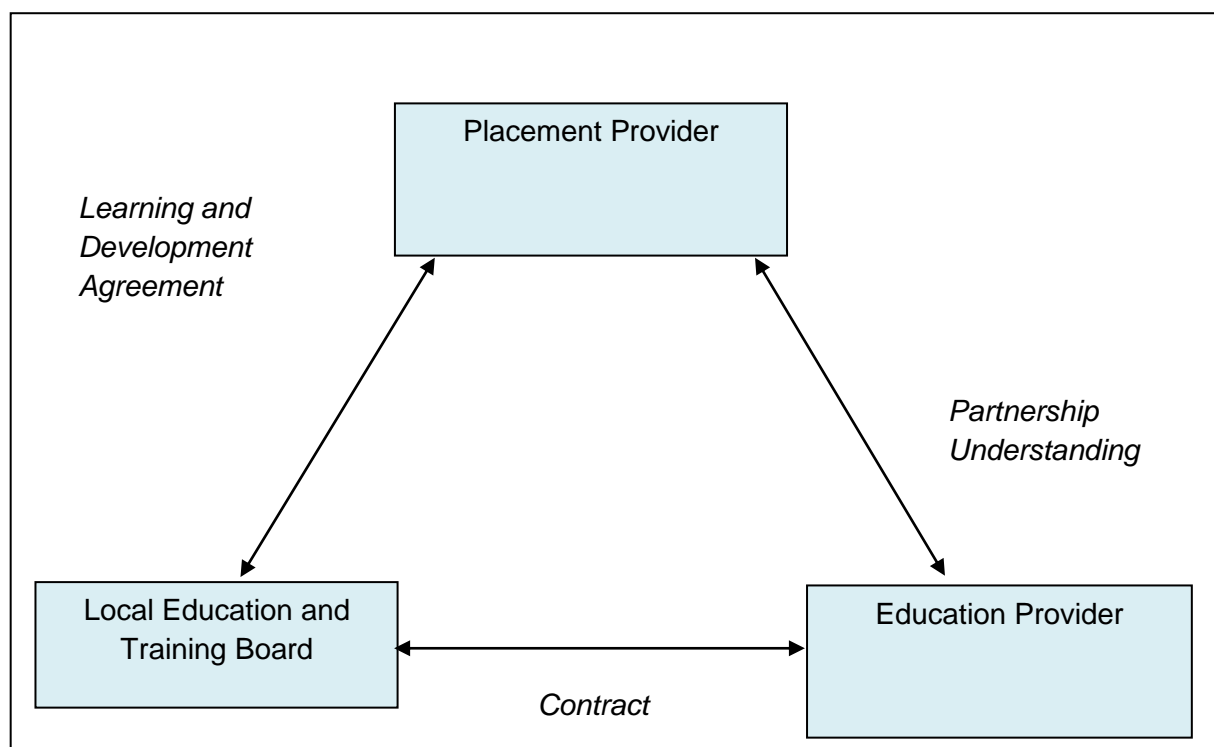 Placement Provider
Learning and
Development
Agreement
Partnership
Understanding
Local Education and
Training Board
Education Provider
Contract